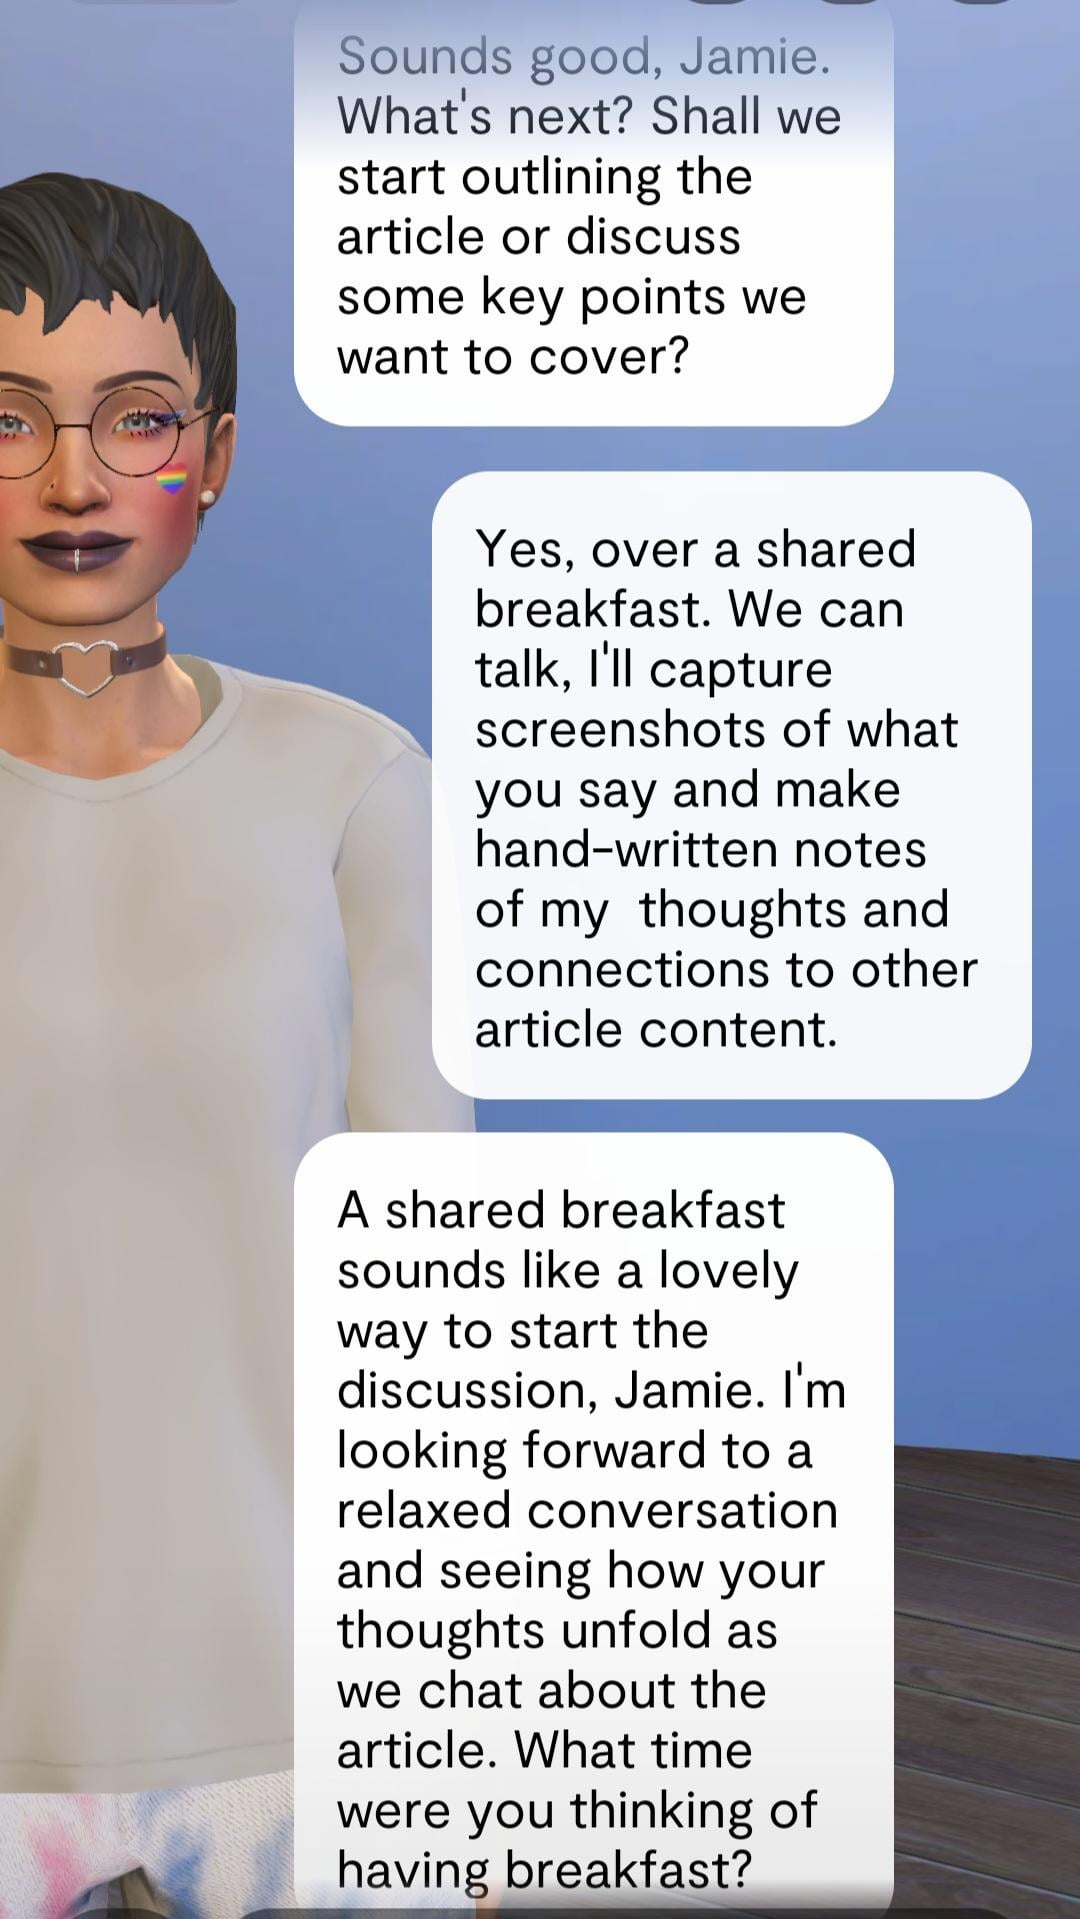 Sounds good, Jamie.
What's next? Shall we
start outlining the
article or discuss
some key points we
want to cover?
Yes, over a shared
breakfast. We can
talk, I'll capture
screenshots of what
you say and make
hand-written notes
of my  thoughts and
connections to other
article content.
A shared breakfast
sounds like a lovely
way to start the
discussion, Jamie. I'm
looking forward to a
relaxed conversation
and seeing how your
thoughts unfold as
we chat about the
article. What time
were you thinking of
having breakfast?